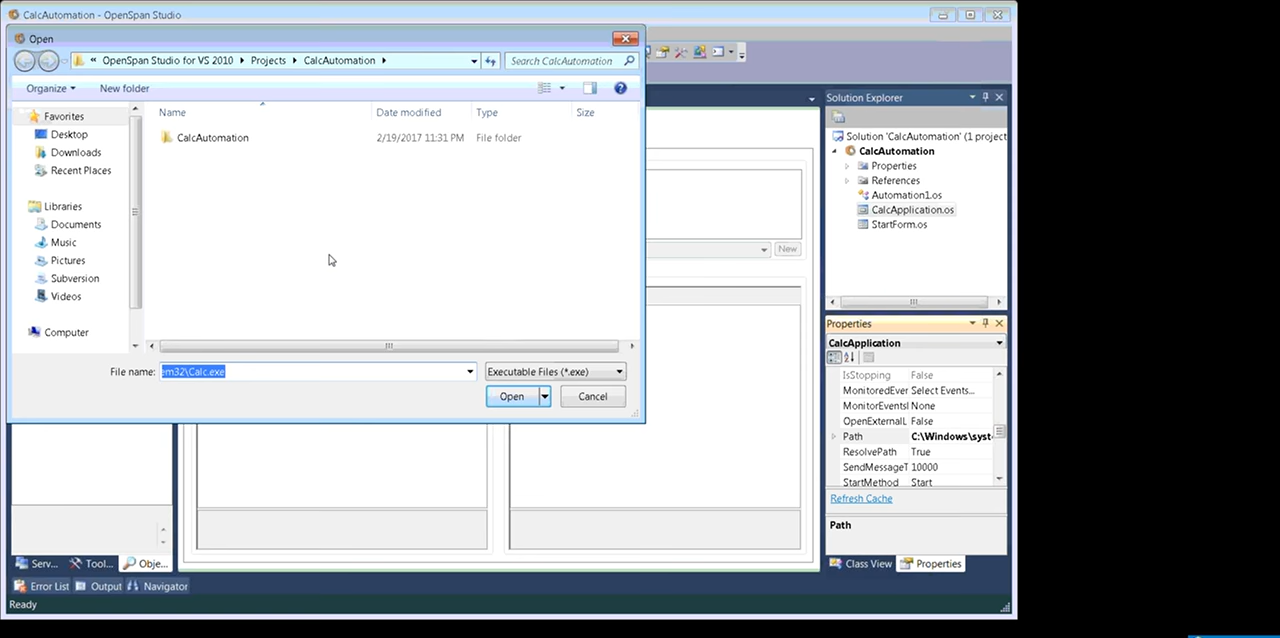 CalcAutomation - OpenSpan Studio
Open
« OpenSpan Studio for VS 2010 Projects CalcAutomation
Search CalcAutomation
Organize New folder
Favorites
Desktop
Downloads
Recent Places
Libraries
Documents
Music
Pictures
Subversion
Videos
Computer
Name Date modified Type Size
CalcAutomation 2/19/2017 11:31 PM File folder
File name: em32\Calc.exe Executable Files (*.exe)
Open Cancel
New
Solution Explorer
Solution 'CalcAutomation' (1 project
CalcAutomation
Properties
References
Automation1.os
CalcApplication.os
StartForm.os
Properties
CalcApplication
IsStopping False
MonitoredEver Select Events...
MonitorEventsI None
OpenExternalL False
Path C:\Windows\syst
ResolvePath True
SendMessageT 10000
StartMethod Start
Refresh Cache
Path
Class View Properties
Serv... Tool... Obje...
Error List Output Navigator
Ready